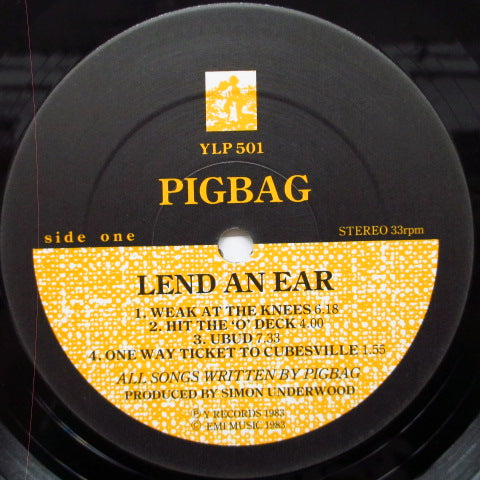 YLP 501
PIGBAG
side one
STEREO 33rpm
LEND AN EAR
1. WEAK AT THE KNEES 6.18
2. HIT THE 'O' DECK 4.00
3. UBUD 7.33
4. ONE WAY TICKET TO CUBESVILLE 1.55
ALL SONGS WRITTEN BY PIGBAG
PRODUCED BY SIMON UNDERWOOD
℗ Y RECORDS 1983
© EMI MUSIC 1983